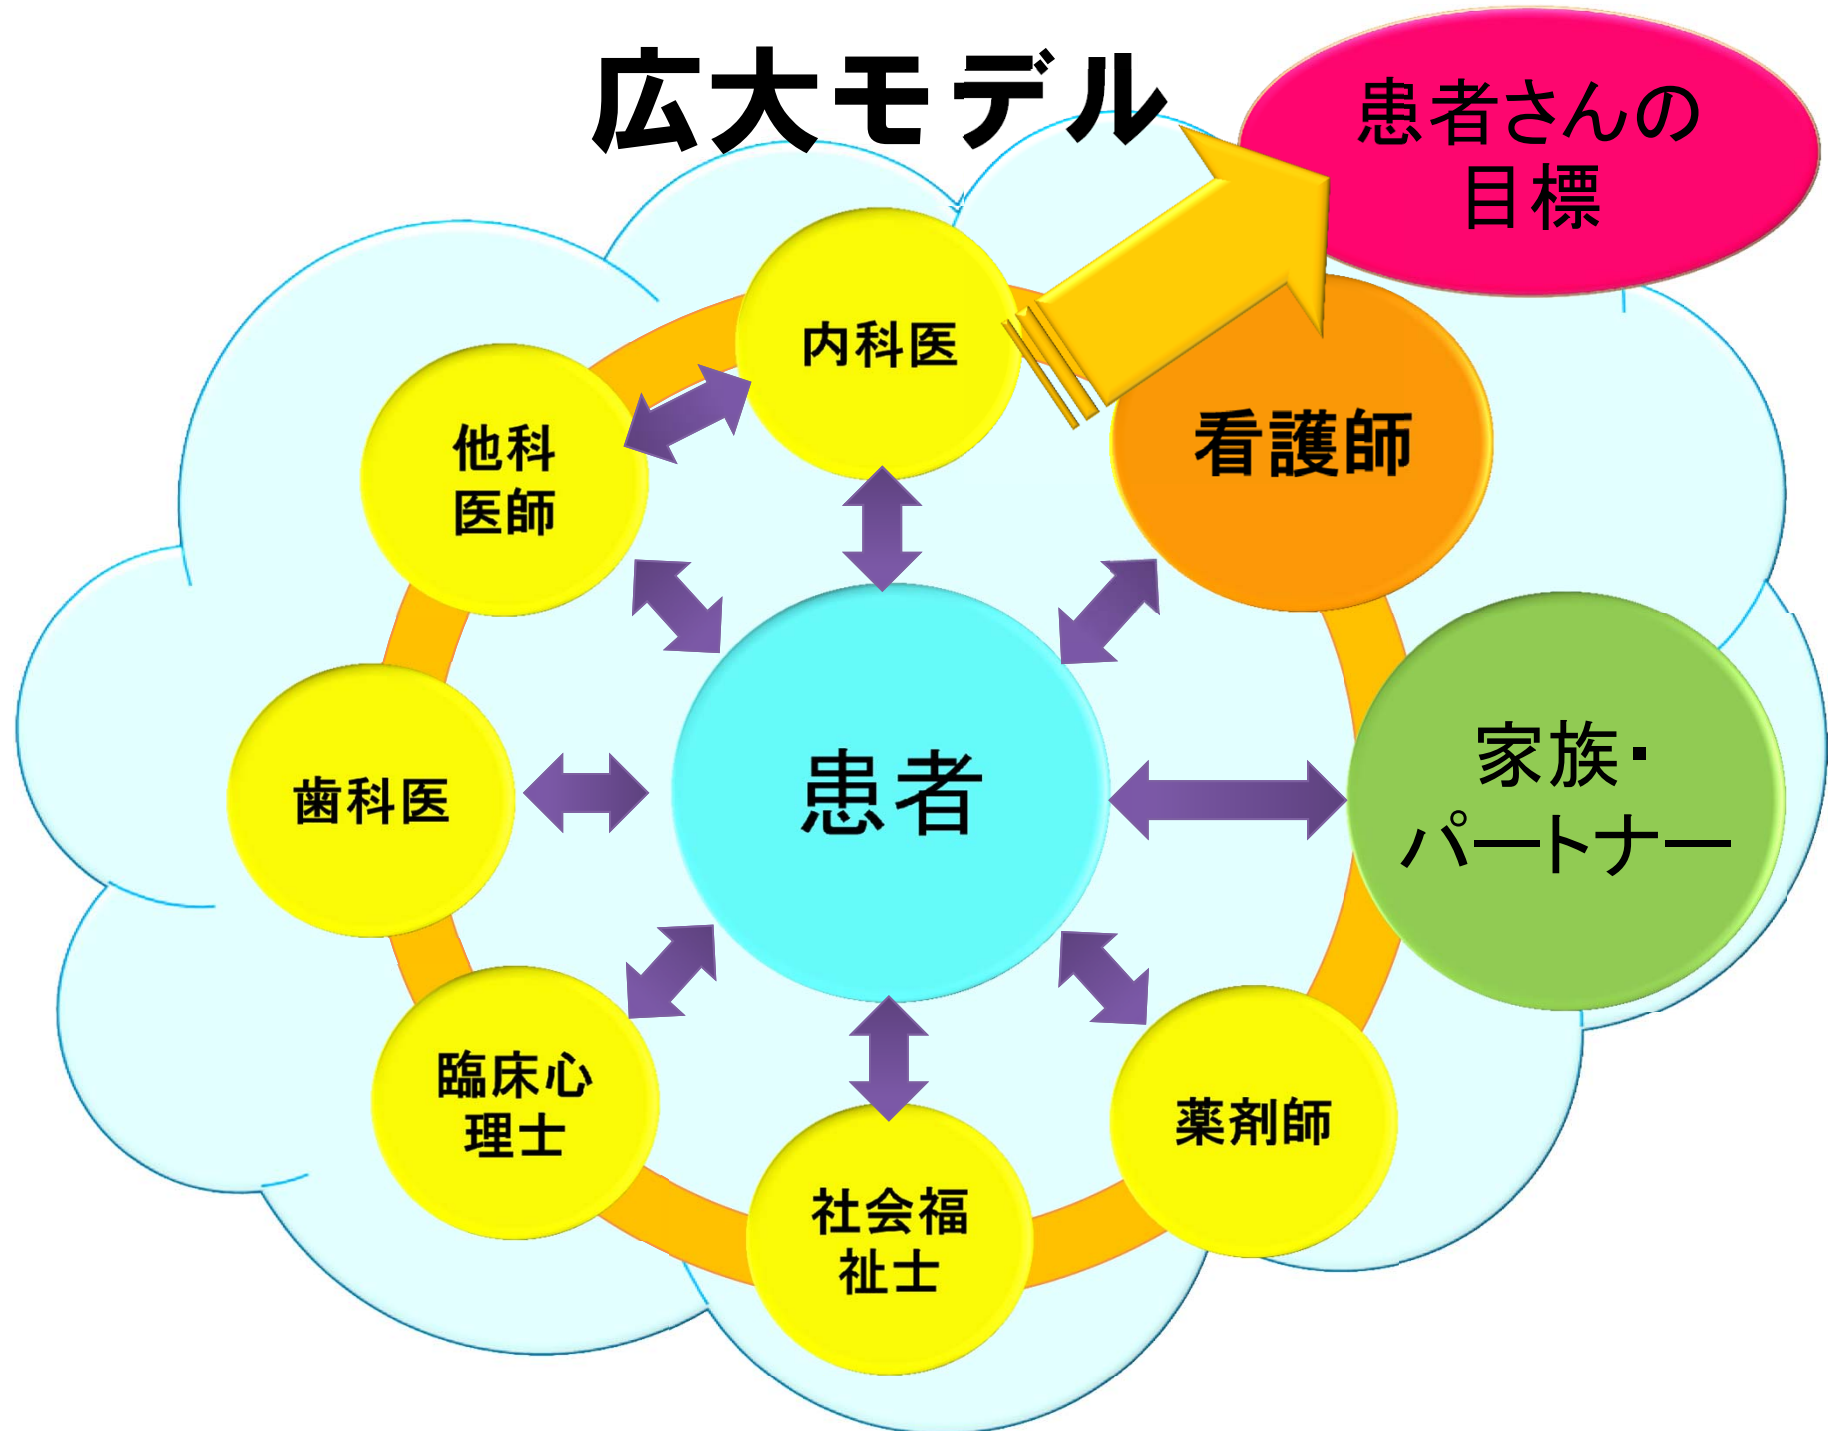 広大モデル
患者さんの
目標
内科医
他科
医師
看護師
家族・
パートナー
歯科医
患者
臨床心
理士
薬剤師
社会福
祉士